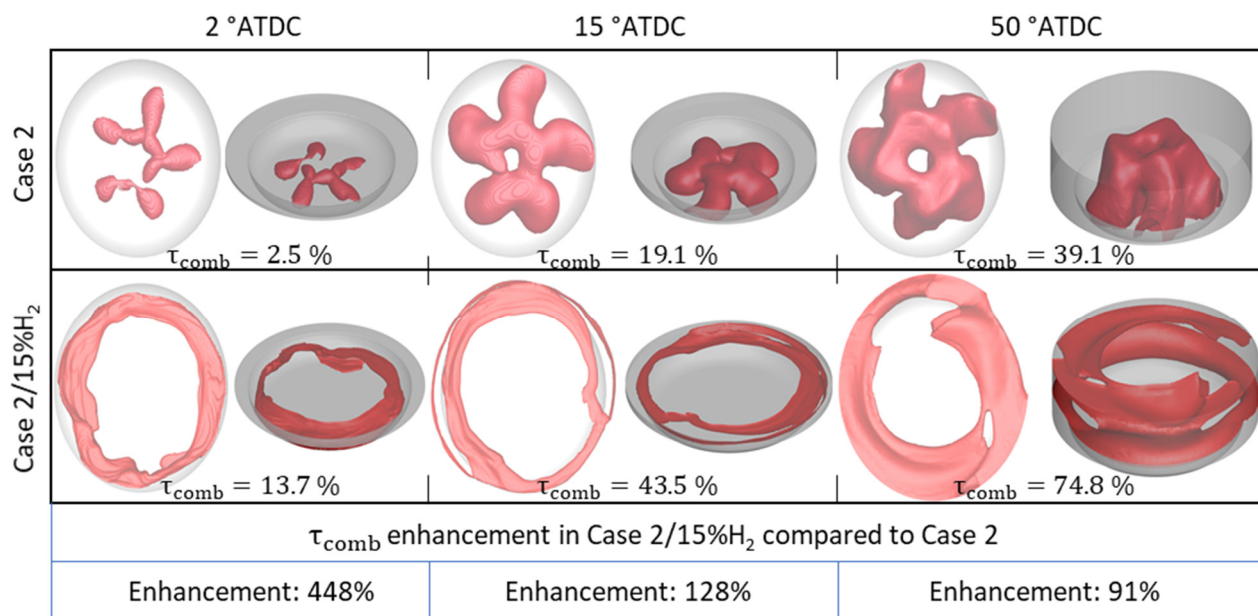 2 °ATDC 15 °ATDC 50 °ATDC
Case 2
τcomb = 2.5 % τcomb = 19.1 % τcomb = 39.1 %
Case 2/15%H₂
τcomb = 13.7 % τcomb = 43.5 % τcomb = 74.8 %
τcomb enhancement in Case 2/15%H₂ compared to Case 2
Enhancement: 448% Enhancement: 128% Enhancement: 91%